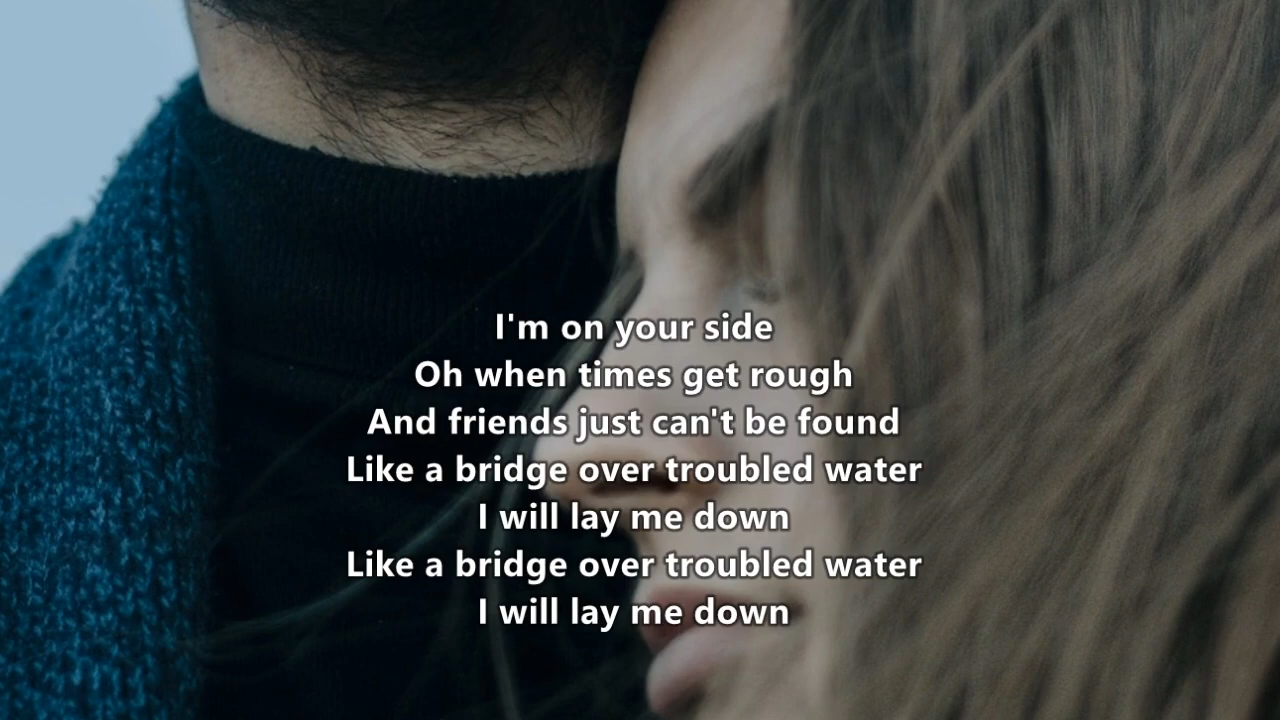 I'm on your side
Oh when times get rough
And friends just can't be found
Like a bridge over troubled water
I will lay me down
Like a bridge over troubled water
I will lay me down